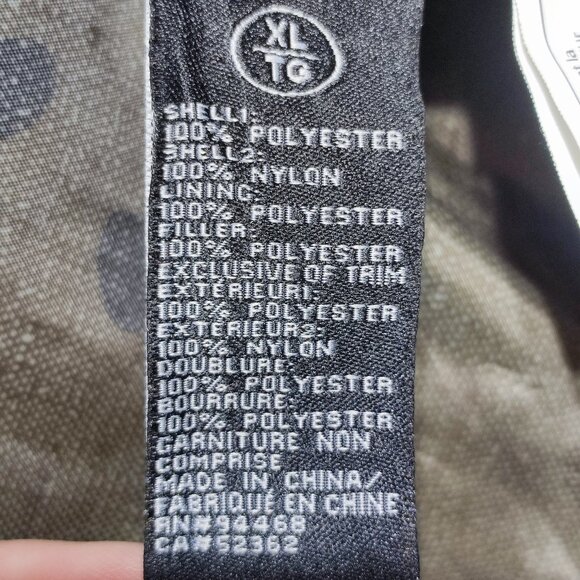 XL
TG
SHELL1:
100% POLYESTER
SHELL2:
100% NYLON
LINING:
100% POLYESTER
FILLER:
100% POLYESTER
EXCLUSIVE OF TRIM
EXTÉRIEUR1:
100% POLYESTER
EXTÉRIEUR2:
100% NYLON
DOUBLURE:
100% POLYESTER
BOURRURE:
100% POLYESTER
GARNITURE NON
COMPRISE
MADE IN CHINA/
FABRIQUÉ EN CHINE
RN#94468
CA#52362